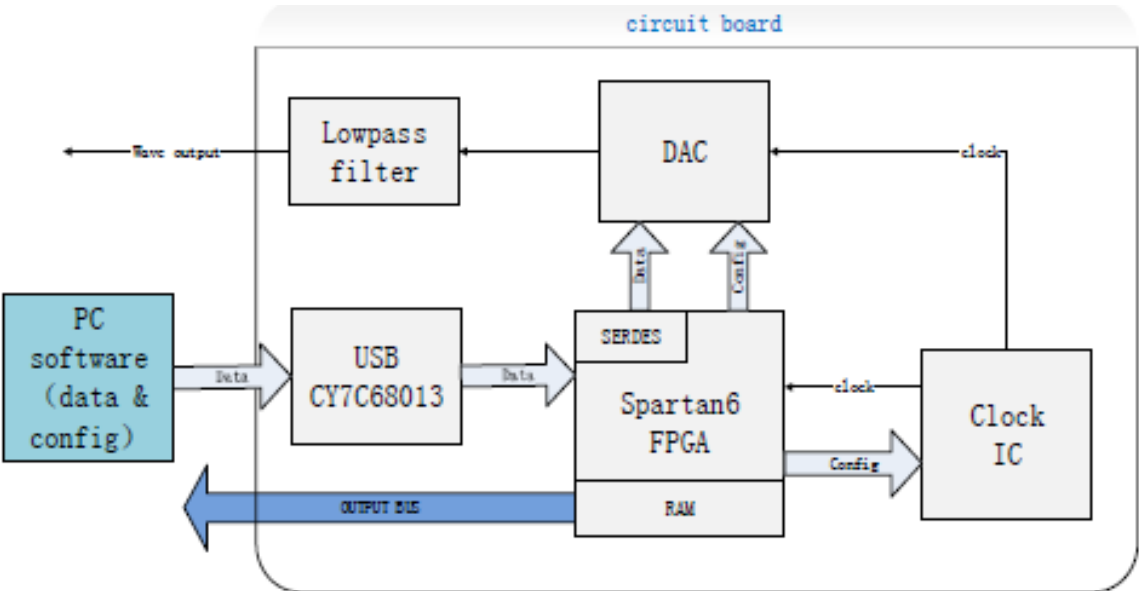 circuit board
Lowpass
filter
DAC
Wave output
clock
Data
Config
PC
software
（data &
config）
Data
USB
CY7C68013
Data
SERDES
Spartan6
FPGA
clock
Config
Clock
IC
OUTPUT BUS
RAM